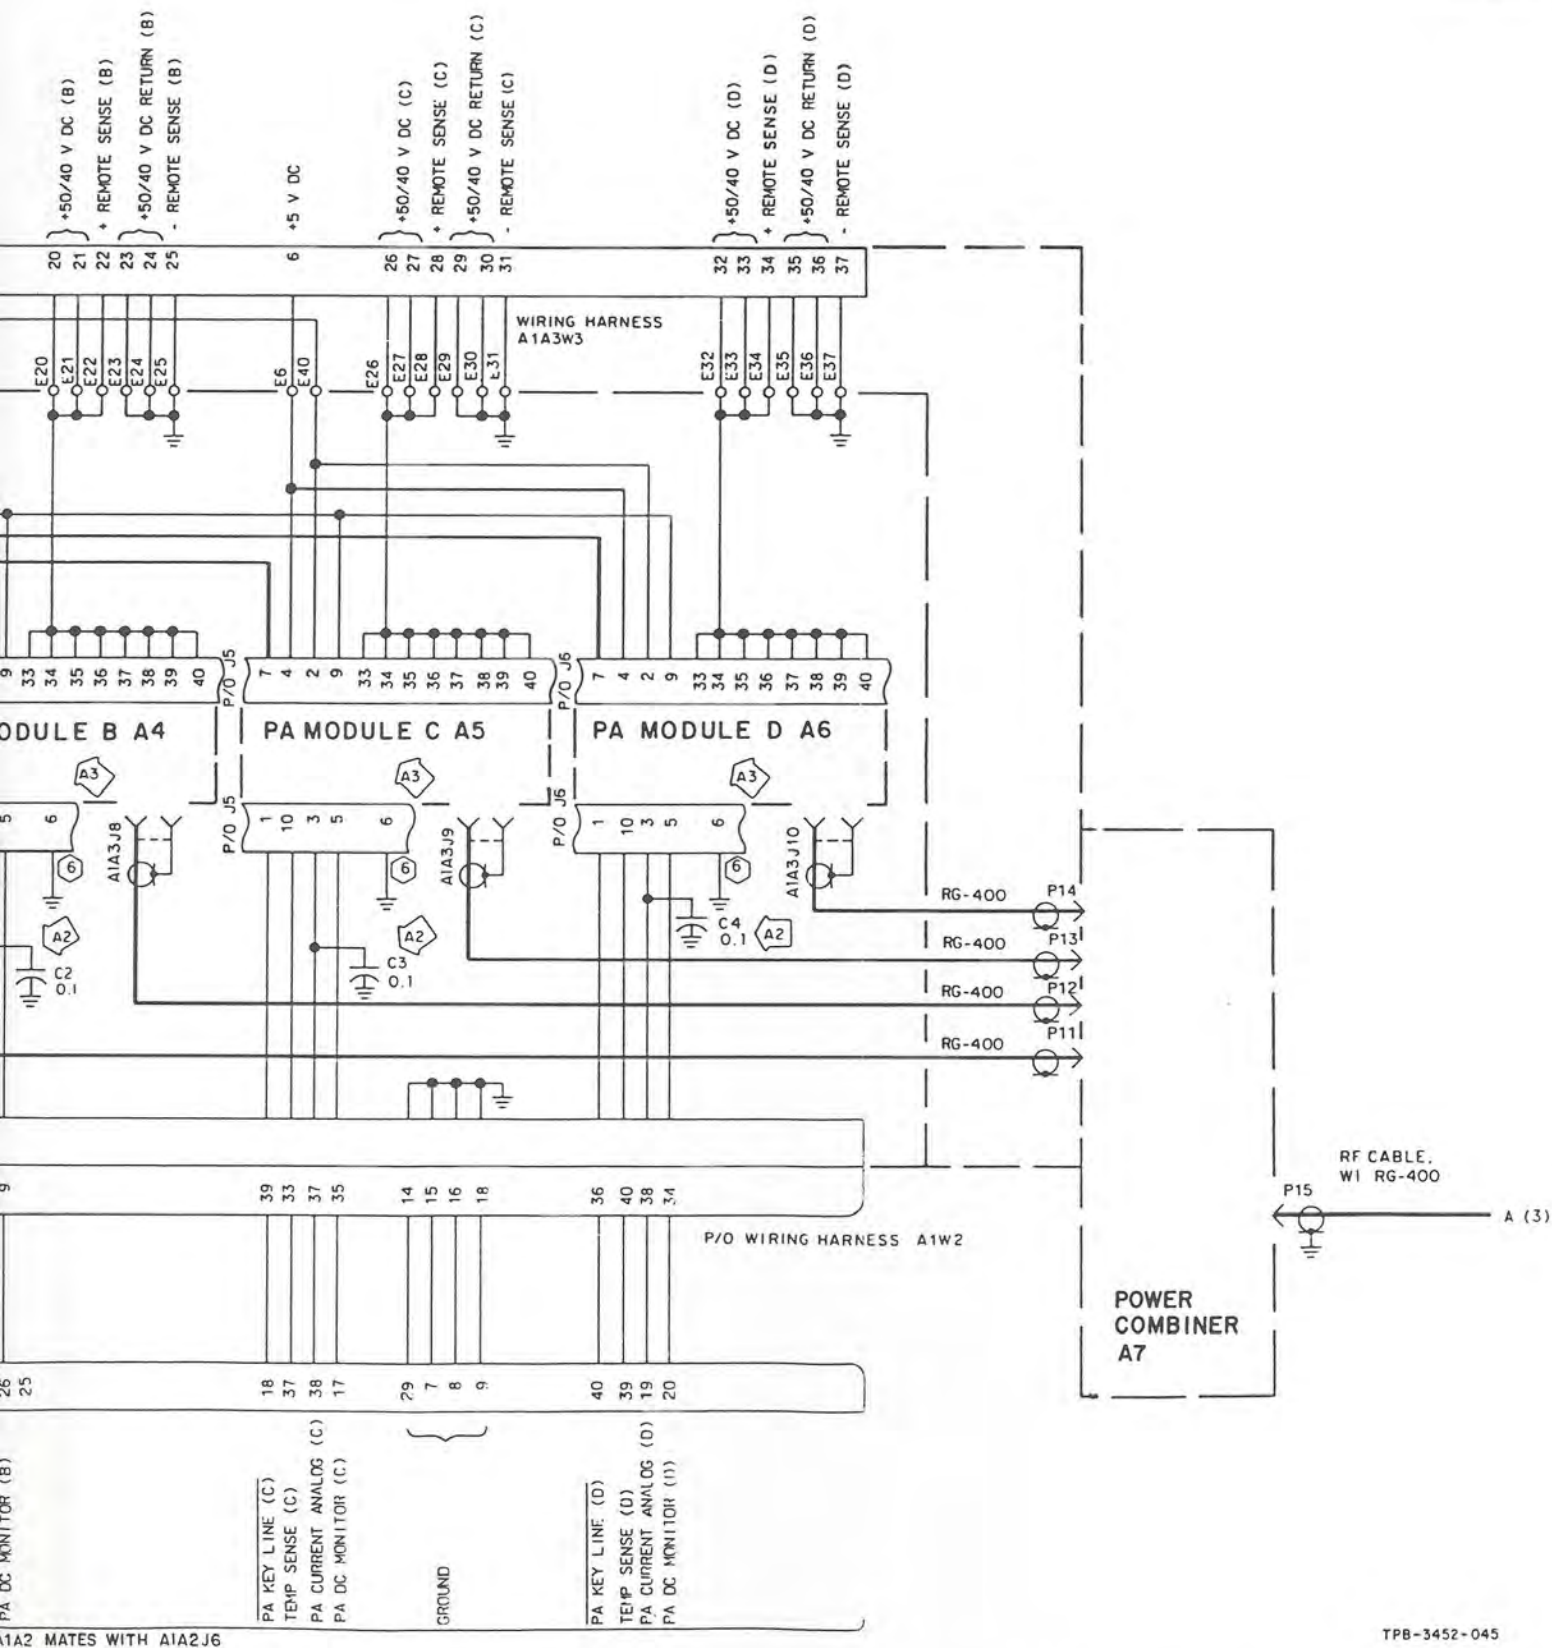 +50/40 V DC (B)
+ REMOTE SENSE (B)
+50/40 V DC RETURN (B)
- REMOTE SENSE (B)
+5 V DC
+50/40 V DC (C)
+ REMOTE SENSE (C)
+50/40 V DC RETURN (C)
- REMOTE SENSE (C)
+50/40 V DC (D)
+ REMOTE SENSE (D)
+50/40 V DC RETURN (D)
- REMOTE SENSE (D)
20 21 22 23 24 25 6 26 27 28 29 30 31 32 33 34 35 36 37
WIRING HARNESS
A1A3W3
E20 E21 E22 E23 E24 E25 E6 E40 E26 E27 E28 E29 E30 E31 E32 E33 E34 E35 E36 E37
9 33 34 35 36 37 38 39 40
P/O J5
7 4 2 9 33 34 35 36 37 38 39 40
P/O J6
7 4 2 9 33 34 35 36 37 38 39 40
ODULE B A4
PA MODULE C A5
PA MODULE D A6
A3
A3
A3
5 6
A1A3J8
P/O J5
1 10 3 5 6
A1A3J9
P/O J6
1 10 3 5 6
A1A3J10
6
6
6
RG-400 P14
A2
C2
0.1
A2
C3
0.1
C4
0.1
A2
RG-400 P13
RG-400 P12
RG-400 P11
9 39 33 37 35 14 15 16 18 36 40 38 34
P/O WIRING HARNESS A1W2
RF CABLE,
W1 RG-400
P15
A (3)
POWER
COMBINER
A7
26 25 18 37 38 17 29 7 8 9 40 39 19 20
PA DC MONITOR (B)
PA KEY LINE (C)
TEMP SENSE (C)
PA CURRENT ANALOG (C)
PA DC MONITOR (C)
GROUND
PA KEY LINE (D)
TEMP SENSE (D)
PA CURRENT ANALOG (D)
PA DC MONITOR (D)
A1A2 MATES WITH A1A2J6
TPB-3452-045